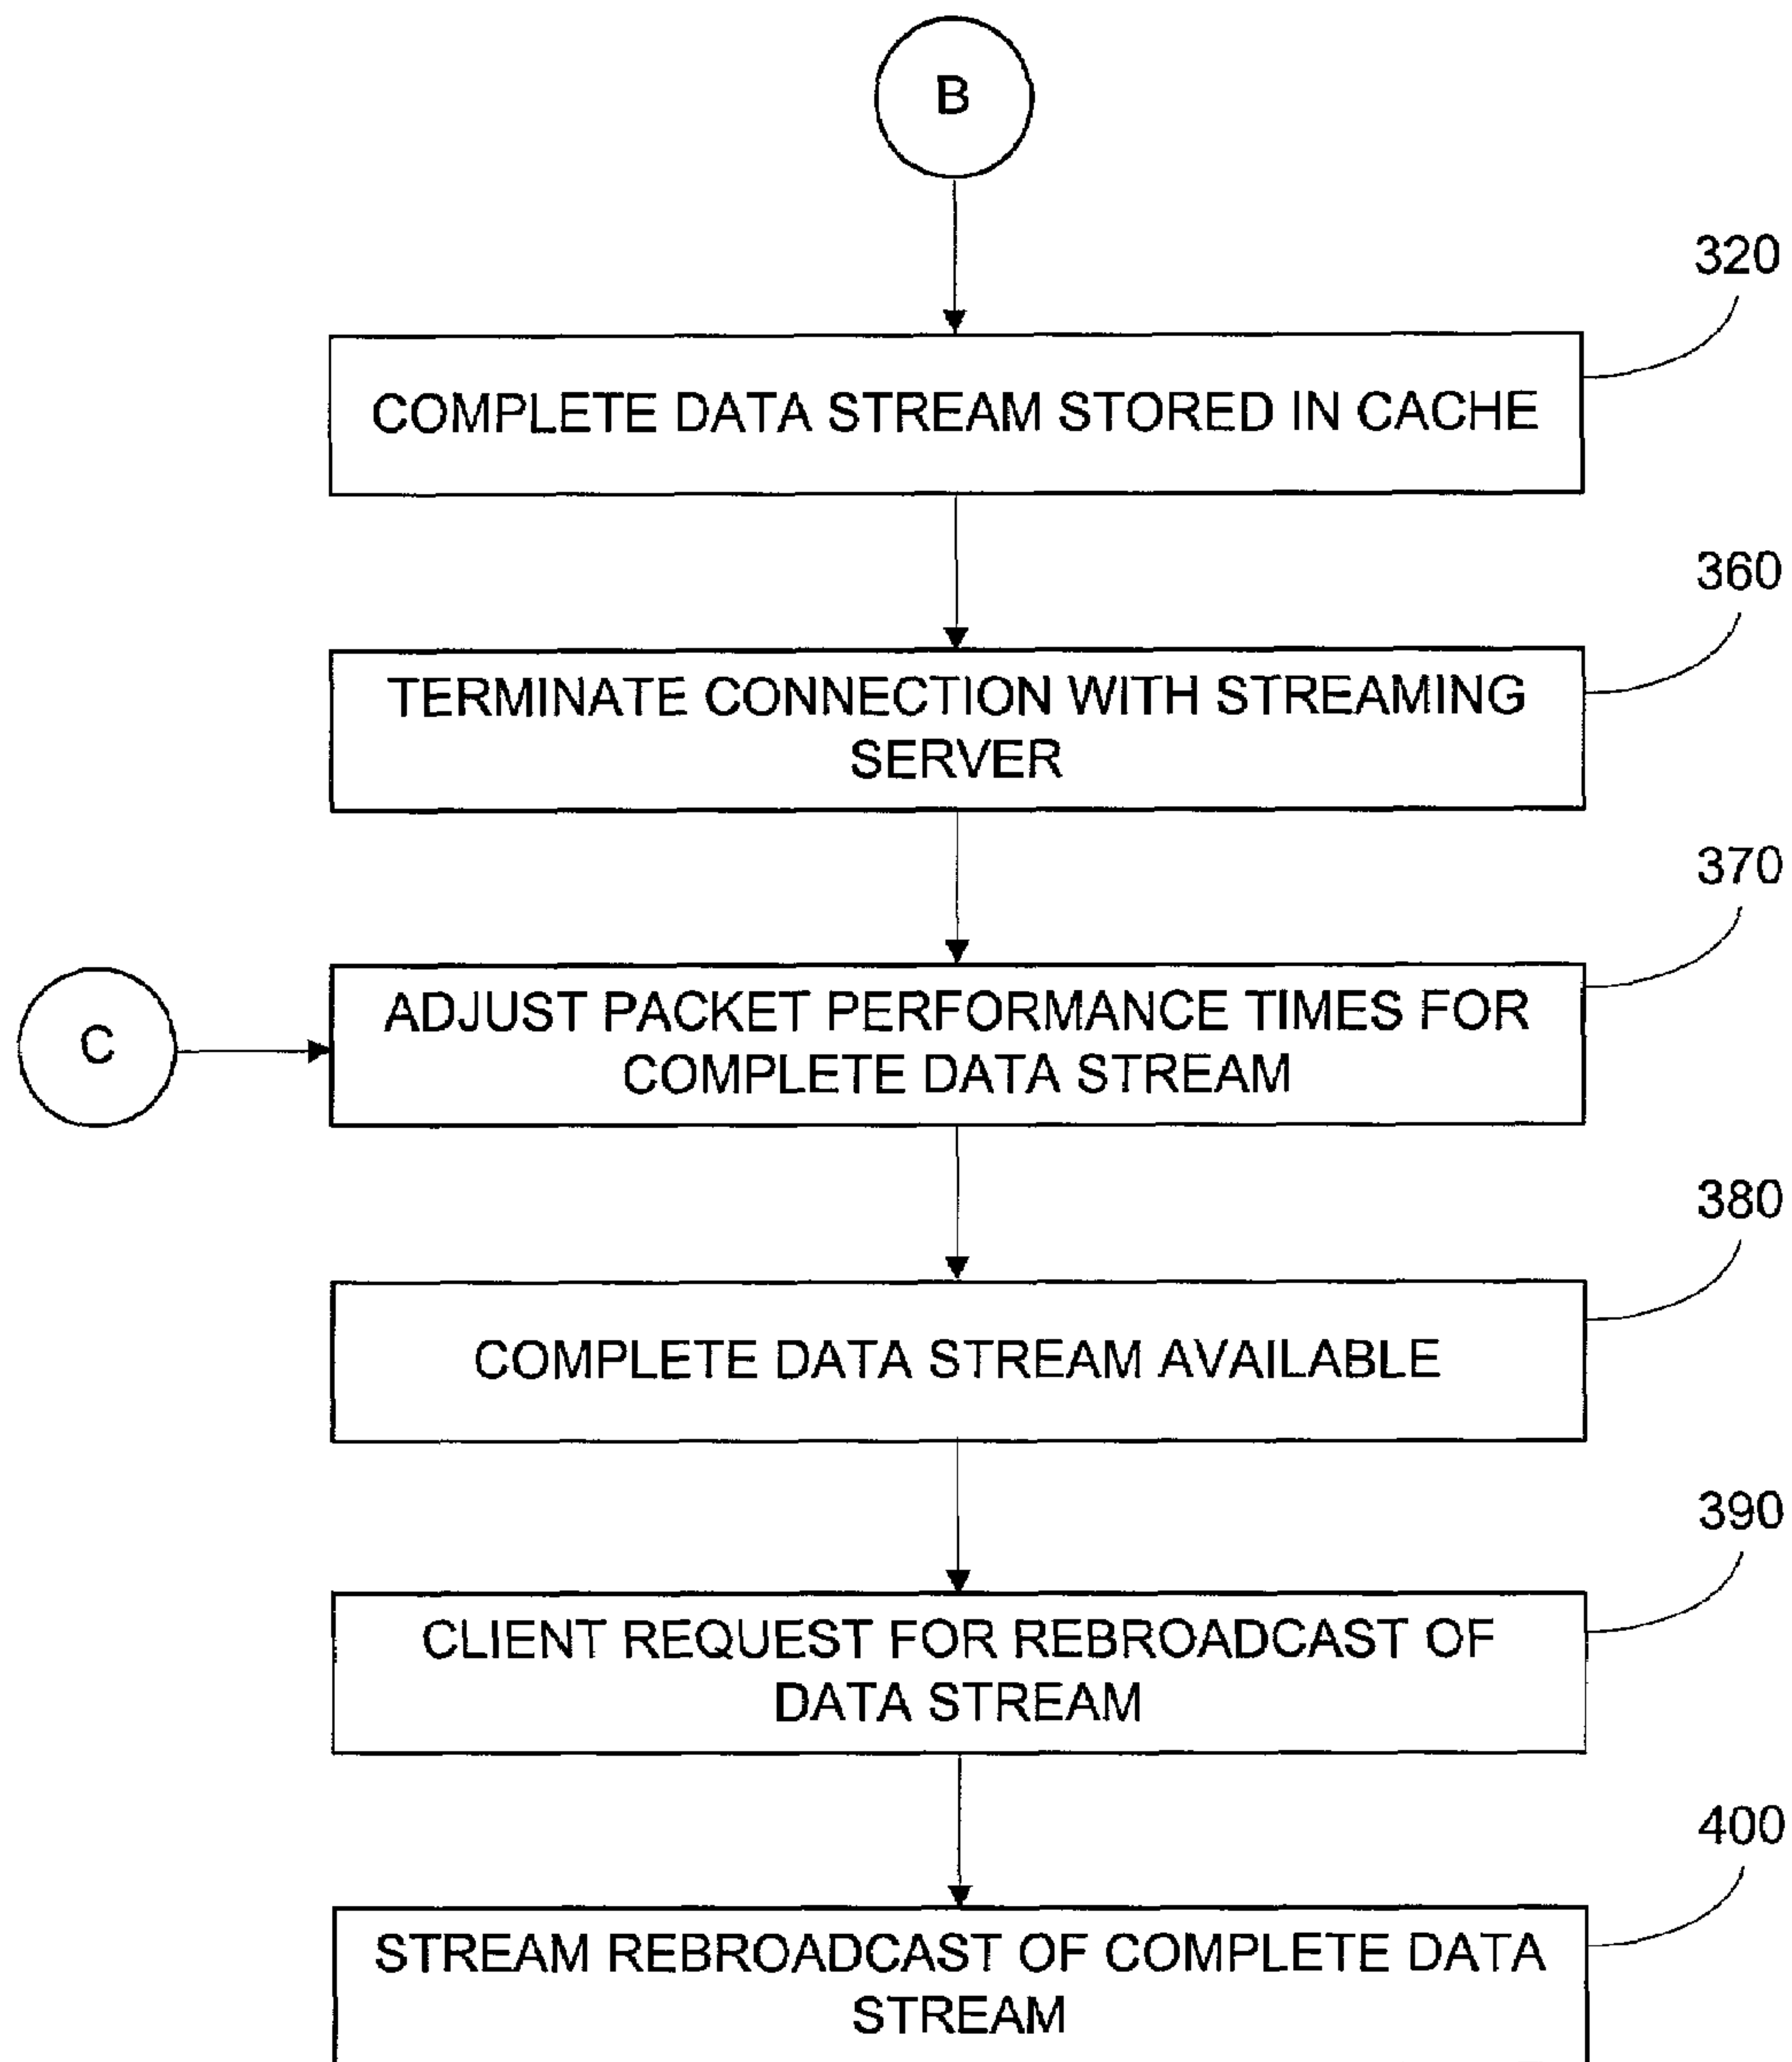 B
320
COMPLETE DATA STREAM STORED IN CACHE
360
TERMINATE CONNECTION WITH STREAMING
SERVER
370
C
ADJUST PACKET PERFORMANCE TIMES FOR
COMPLETE DATA STREAM
380
COMPLETE DATA STREAM AVAILABLE
390
CLIENT REQUEST FOR REBROADCAST OF
DATA STREAM
400
STREAM REBROADCAST OF COMPLETE DATA
STREAM